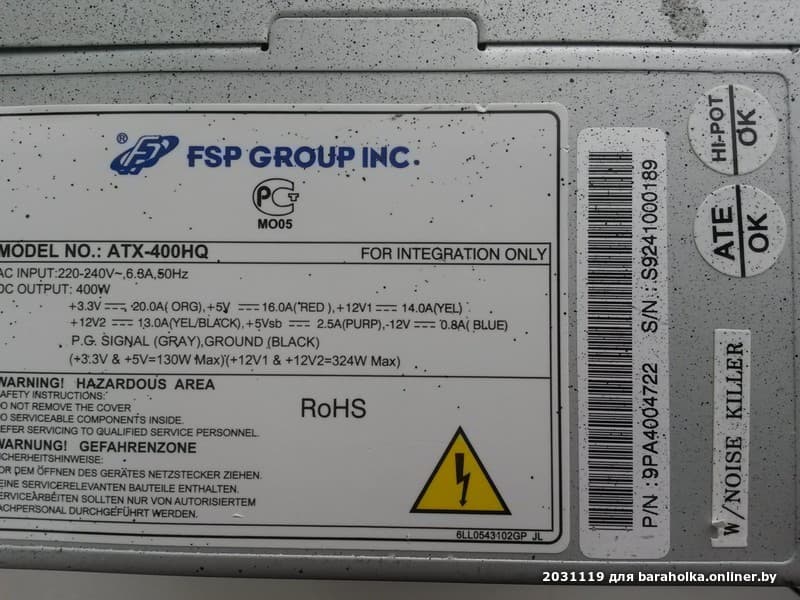 ® FSP GROUP INC.
РСТ
MO05
MODEL NO.: ATX-400HQ FOR INTEGRATION ONLY
AC INPUT:220-240V~,6.8A,50Hz
DC OUTPUT: 400W
+3.3V ⎓ 20.0A( ORG),+5V ⎓ 16.0A(RED ),+12V1 ⎓ 14.0A(YEL)
+12V2 ⎓ 13.0A(YEL/BLACK),+5Vsb ⎓ 2.5A(PURP),-12V ⎓ 0.8A( BLUE)
P.G. SIGNAL (GRAY),GROUND (BLACK)
(+3.3V & +5V=130W Max) (+12V1 & +12V2=324W Max)
WARNING! HAZARDOUS AREA
SAFETY INSTRUCTIONS:
DO NOT REMOVE THE COVER
NO SERVICEABLE COMPONENTS INSIDE.
REFER SERVICING TO QUALIFIED SERVICE PERSONNEL.
WARNUNG! GEFAHRENZONE
SICHERHEITSHINWEISE:
VOR DEM ÖFFNEN DES GERÄTES NETZSTECKER ZIEHEN.
KEINE SERVICERELEVANTEN BAUTEILE ENTHALTEN.
SERVICEARBEITEN SOLLTEN NUR VON AUTORISIERTEM
FACHPERSONAL DURCHGEFÜHRT WERDEN.
RoHS
6LL0543102GP JL
P/N : 9PA4004722 S/N : S9241000189
HI-POT
OK
ATE
OK
W/NOISE KILLER
2031119 для baraholka.onliner.by